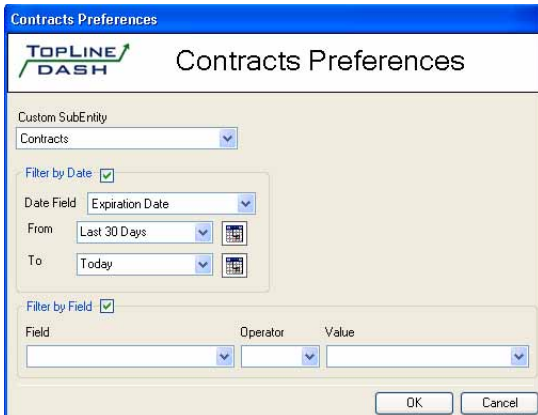 Contracts Preferences
TOPLINE
DASH
Contracts Preferences
Custom SubEntity
Contracts
Filter by Date
Date Field Expiration Date
From Last 30 Days
To Today
Filter by Field
Field Operator Value
OK Cancel